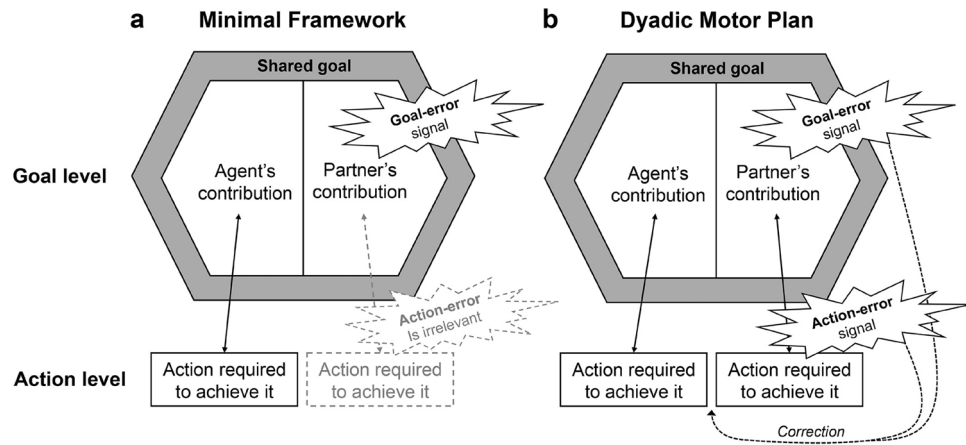 a Minimal Framework
Shared goal
Goal-error
signal
Goal level
Agent's
contribution
Partner's
contribution
Action-error
Is irrelevant
Action level
Action required
to achieve it
Action required
to achieve it
b Dyadic Motor Plan
Shared goal
Goal-error
signal
Agent's
contribution
Partner's
contribution
Action-error
signal
Action required
to achieve it
Action required
to achieve it
Correction